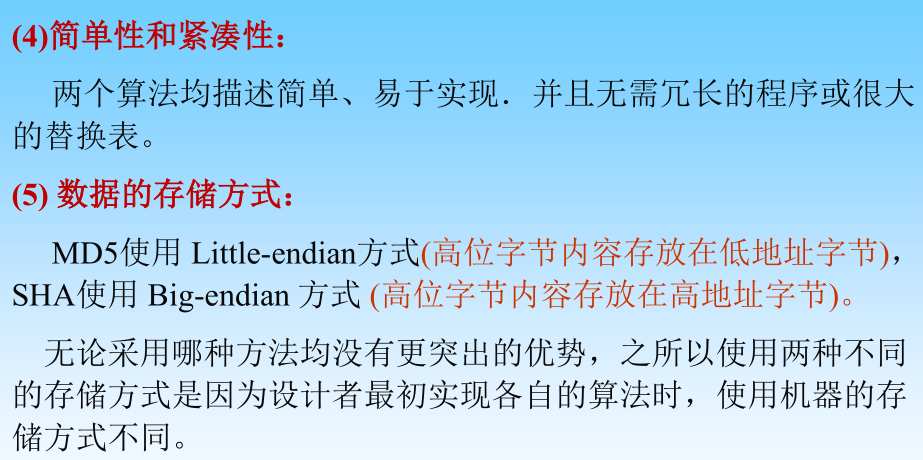 (4)简单性和紧凑性：
两个算法均描述简单、易于实现．并且无需冗长的程序或很大
的替换表。
(5) 数据的存储方式：
MD5使用 Little-endian方式(高位字节内容存放在低地址字节)，
SHA使用 Big-endian 方式 (高位字节内容存放在高地址字节)。
无论采用哪种方法均没有更突出的优势，之所以使用两种不同
的存储方式是因为设计者最初实现各自的算法时，使用机器的存
储方式不同。